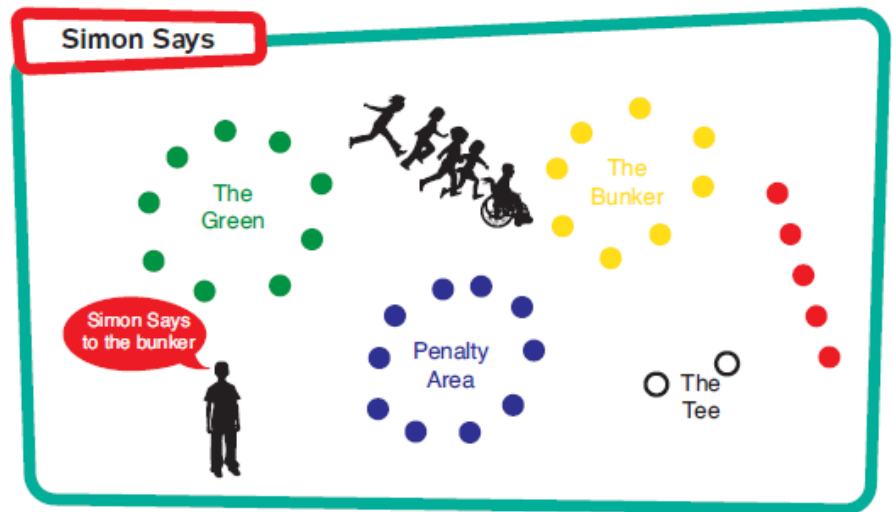 Simon Says
The
Green
The
Bunker
Simon Says
to the bunker
Penalty
Area
The
Tee